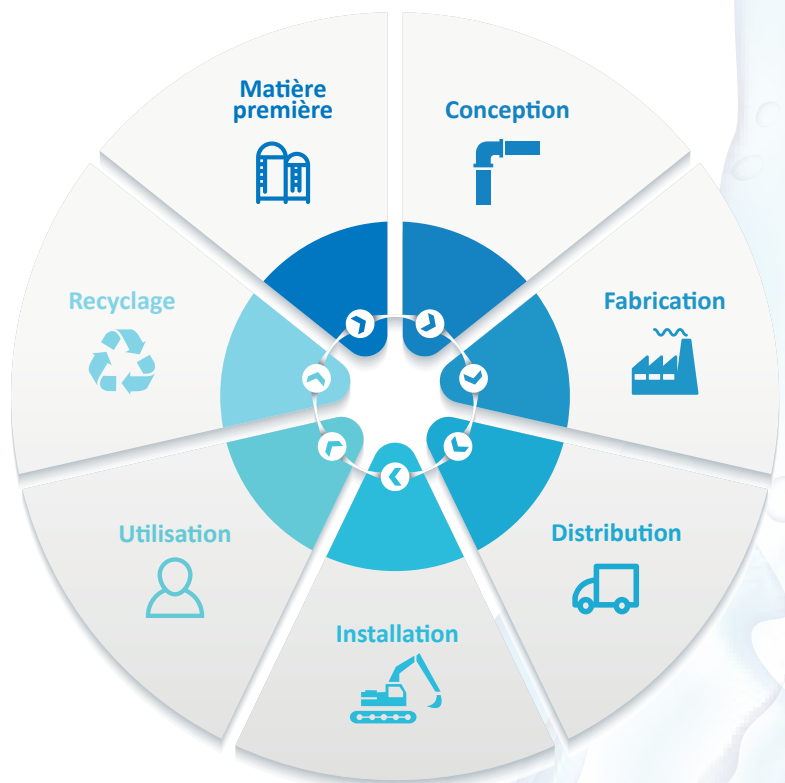 Matière
première
Conception
Fabrication
Distribution
Installation
Utilisation
Recyclage